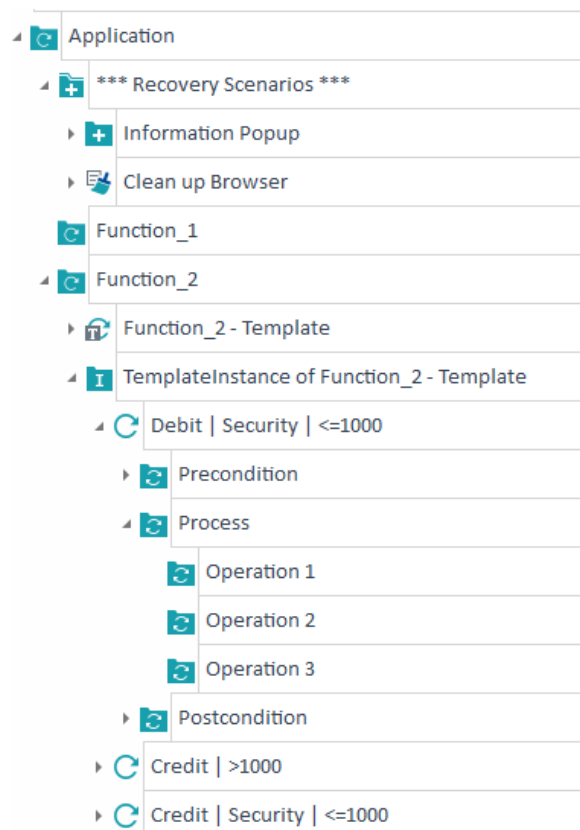 Application
*** Recovery Scenarios ***
Information Popup
Clean up Browser
Function_1
Function_2
Function_2 - Template
TemplateInstance of Function_2 - Template
Debit | Security | <=1000
Precondition
Process
Operation 1
Operation 2
Operation 3
Postcondition
Credit | >1000
Credit | Security | <=1000